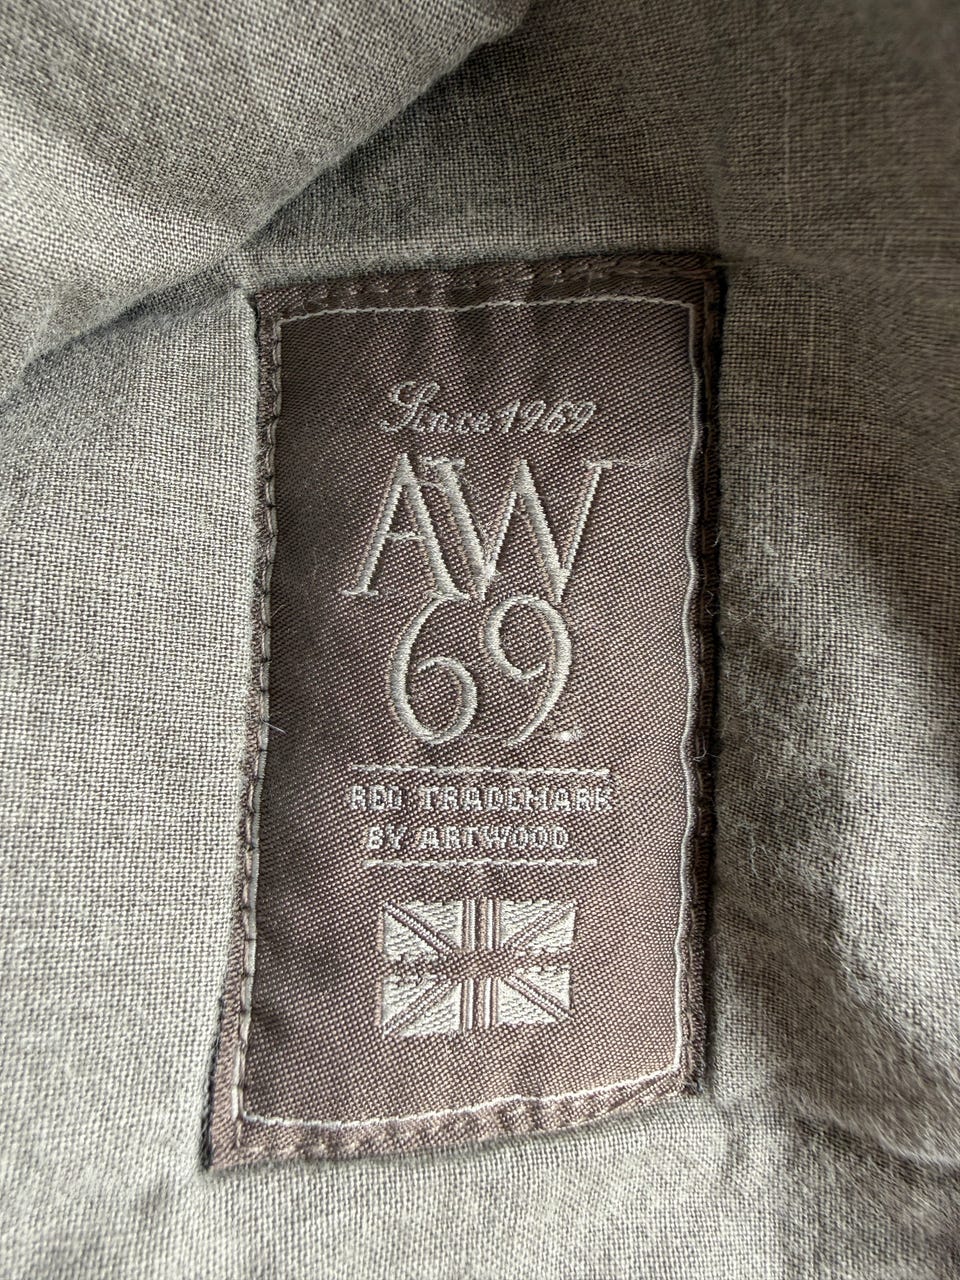 Since 1969
AW
69.
REG TRADEMARK
BY ARTWOOD